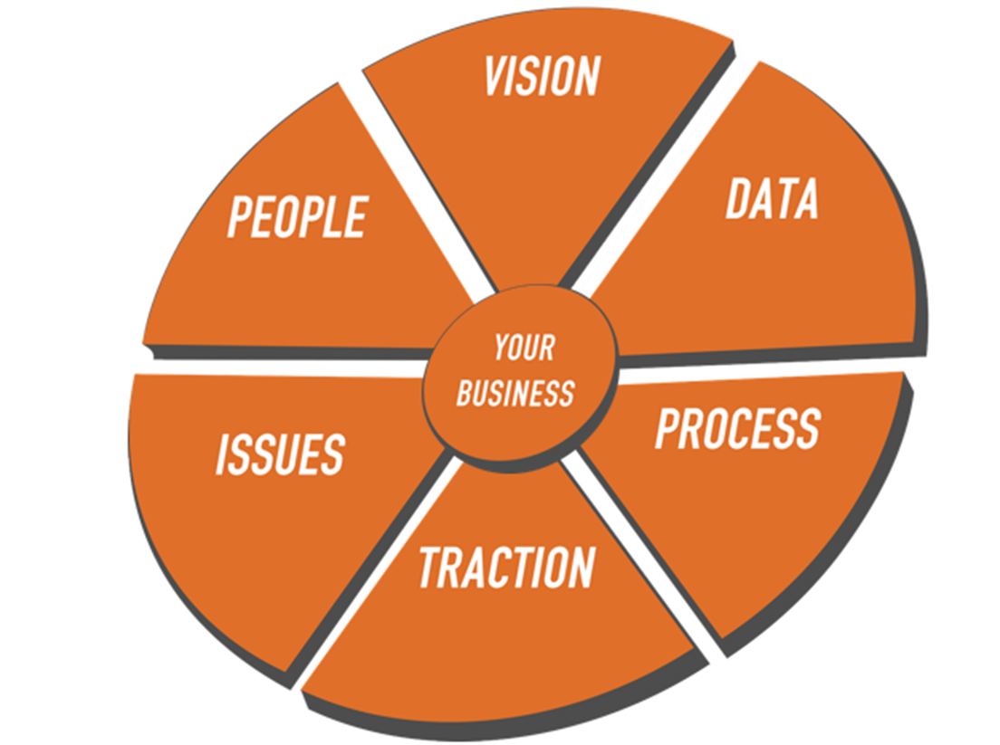 VISION
PEOPLE
DATA
YOUR
BUSINESS
ISSUES
PROCESS
TRACTION